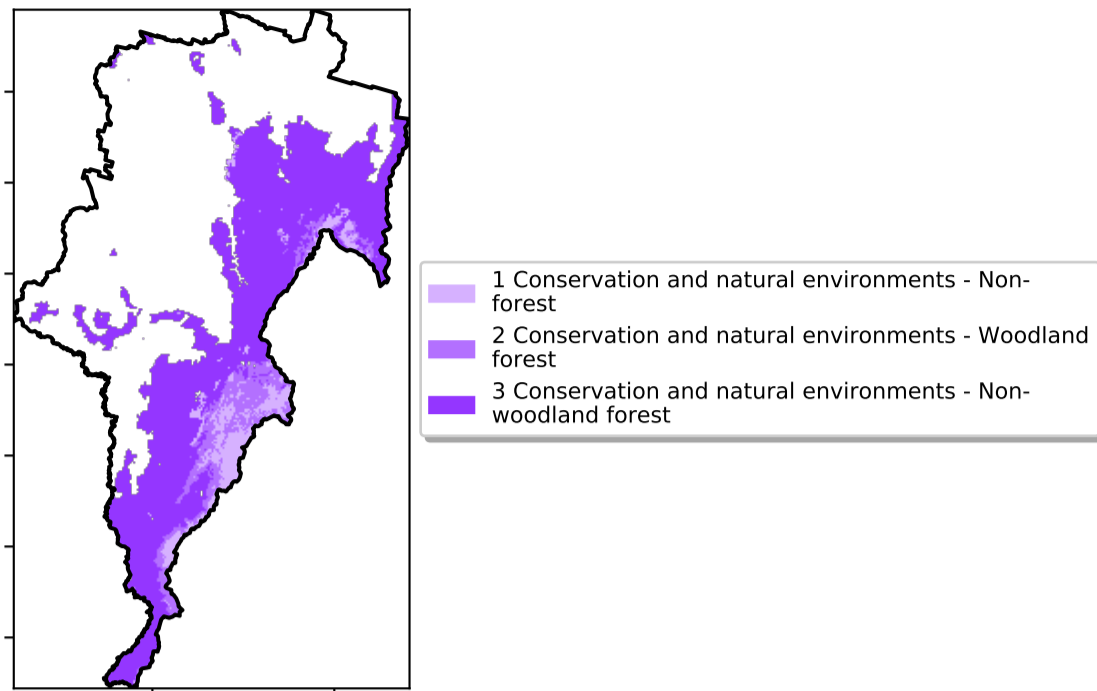 1 Conservation and natural environments - Non-
forest
2 Conservation and natural environments - Woodland
forest
3 Conservation and natural environments - Non-
woodland forest